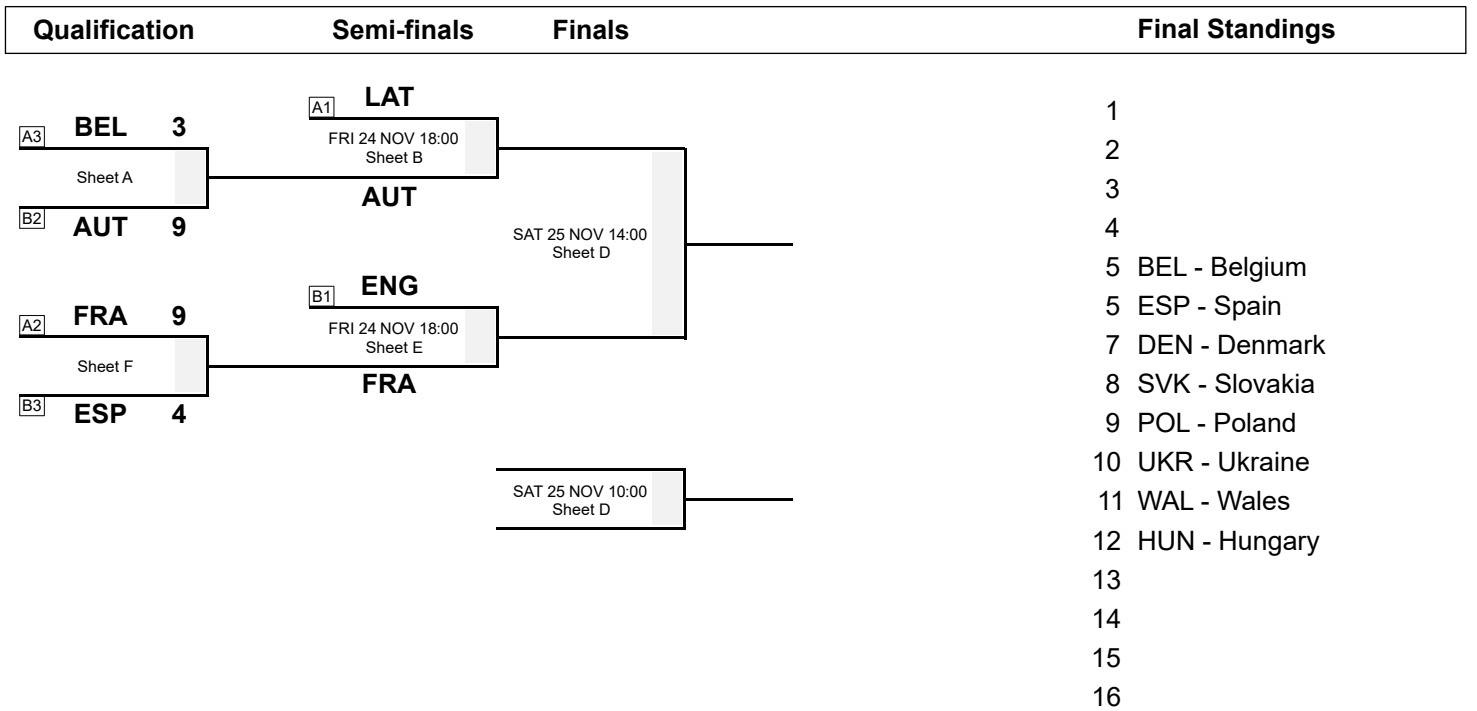 Qualification Semi-finals Finals Final Standings
A1 LAT
A3 BEL 3
FRI 24 NOV 18:00
Sheet B
Sheet A
AUT
B2 AUT 9
SAT 25 NOV 14:00
Sheet D
B1 ENG
A2 FRA 9
FRI 24 NOV 18:00
Sheet E
Sheet F
FRA
B3 ESP 4
SAT 25 NOV 10:00
Sheet D
1
2
3
4
5 BEL - Belgium
5 ESP - Spain
7 DEN - Denmark
8 SVK - Slovakia
9 POL - Poland
10 UKR - Ukraine
11 WAL - Wales
12 HUN - Hungary
13
14
15
16